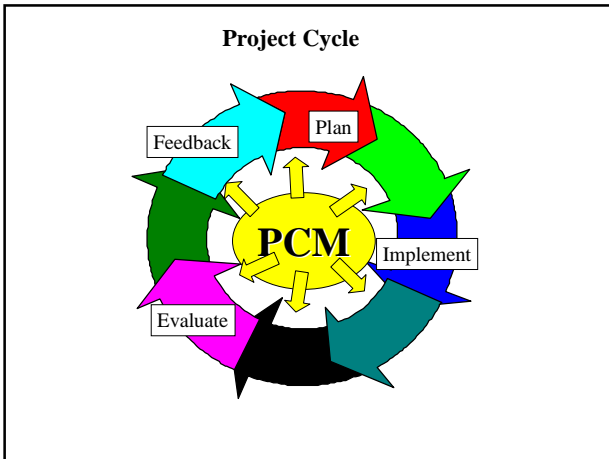 Project Cycle
Plan
Feedback
PCM
Implement
Evaluate